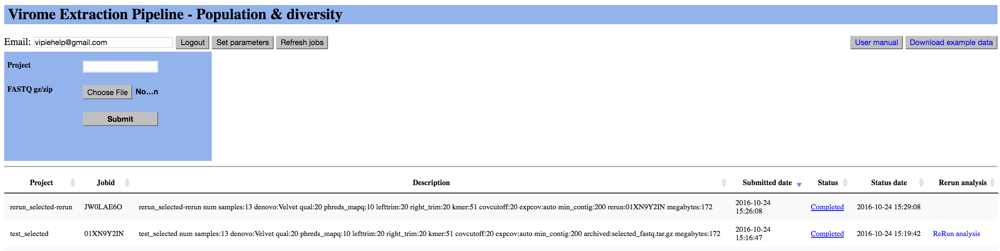 Virome Extraction Pipeline - Population & diversity
Email: vipiehelp@gmail.com Logout Set parameters Refresh jobs User manual Download example data
Project
FASTQ gz/zip Choose File No...n
Submit
Project Jobid Description Submitted date Status Status date Rerun analysis
rerun_selected-rerun JW0LAE6O rerun_selected-rerun num samples:13 denovo:Velvet qual:20 phreds_mapq:10 lefttrim:20 right_trim:20 kmer:51 covcutoff:20 expcov:auto min_contig:200 rerun:01XN9Y2IN megabytes:172 2016-10-24 15:26:08 Completed 2016-10-24 15:29:08
test_selected 01XN9Y2IN test_selected num samples:13 denovo:Velvet qual:20 phreds_mapq:10 lefttrim:20 right_trim:20 kmer:51 covcutoff:20 expcov:auto min_contig:200 archived:selected_fastq.tar.gz megabytes:172 2016-10-24 15:16:47 Completed 2016-10-24 15:19:42 ReRun analysis